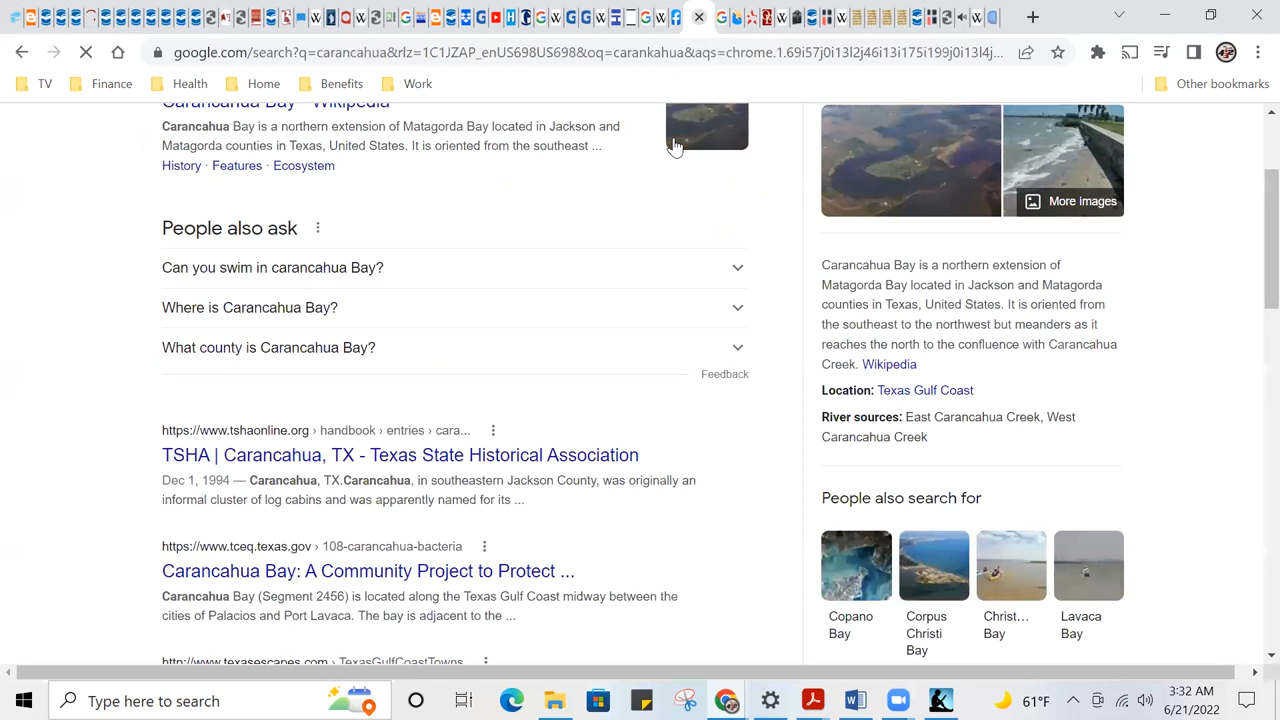 google.com/search?q=carancahua&rlz=1C1JZAP_enUS698US698&oq=carankahua&aqs=chrome.1.69i57j0i13l2j46i13i175i199j0i13l4j...
TV
Finance
Health
Home
Benefits
Work
Other bookmarks
Carancahua Bay - Wikipedia
Carancahua Bay is a northern extension of Matagorda Bay located in Jackson and
Matagorda counties in Texas, United States. It is oriented from the southeast ...
History · Features · Ecosystem
People also ask
Can you swim in carancahua Bay?
Where is Carancahua Bay?
What county is Carancahua Bay?
Feedback
https://www.tshaonline.org › handbook › entries › cara...
TSHA | Carancahua, TX - Texas State Historical Association
Dec 1, 1994 — Carancahua, TX.Carancahua, in southeastern Jackson County, was originally an
informal cluster of log cabins and was apparently named for its ...
https://www.tceq.texas.gov › 108-carancahua-bacteria
Carancahua Bay: A Community Project to Protect ...
Carancahua Bay (Segment 2456) is located along the Texas Gulf Coast midway between the
cities of Palacios and Port Lavaca. The bay is adjacent to the ...
http://www.texasescapes.com › TexasGulfCoastTowns
More images
Carancahua Bay is a northern extension of
Matagorda Bay located in Jackson and Matagorda
counties in Texas, United States. It is oriented from
the southeast to the northwest but meanders as it
reaches the north to the confluence with Carancahua
Creek. Wikipedia
Location: Texas Gulf Coast
River sources: East Carancahua Creek, West
Carancahua Creek
People also search for
Copano
Bay
Corpus
Christi
Bay
Christ...
Bay
Lavaca
Bay
Type here to search
61°F
3:32 AM
6/21/2022